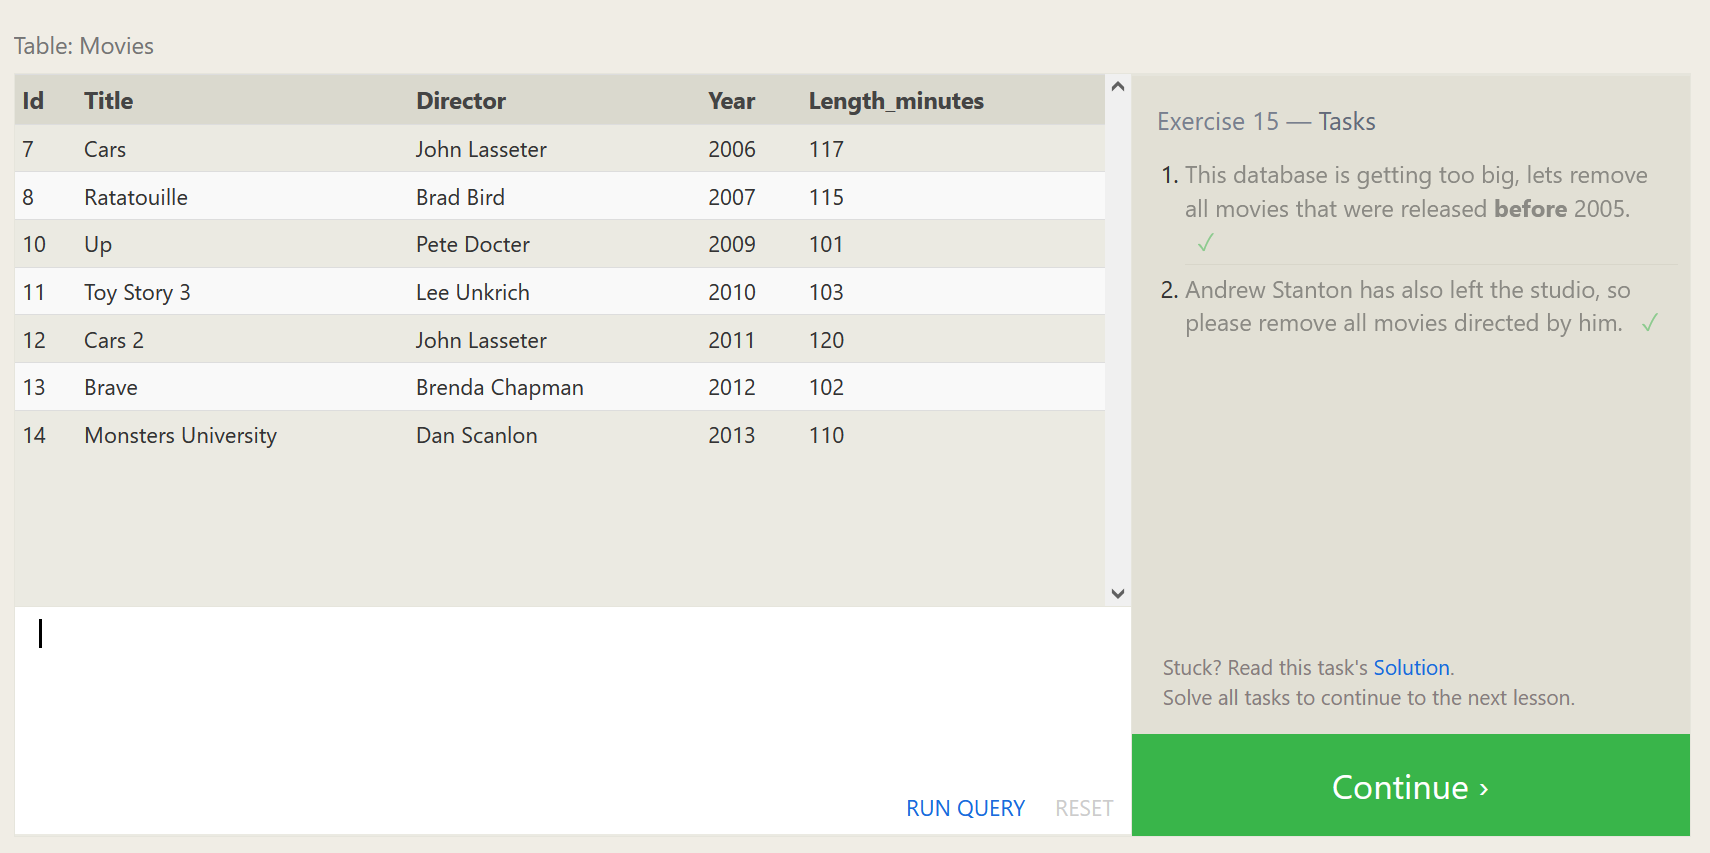 Table: Movies
Id Title Director Year Length_minutes
7 Cars John Lasseter 2006 117
8 Ratatouille Brad Bird 2007 115
10 Up Pete Docter 2009 101
11 Toy Story 3 Lee Unkrich 2010 103
12 Cars 2 John Lasseter 2011 120
13 Brave Brenda Chapman 2012 102
14 Monsters University Dan Scanlon 2013 110
RUN QUERY RESET
Exercise 15 — Tasks
1. This database is getting too big, lets remove
all movies that were released before 2005.
✓
2. Andrew Stanton has also left the studio, so
please remove all movies directed by him. ✓
Stuck? Read this task's Solution.
Solve all tasks to continue to the next lesson.
Continue ›